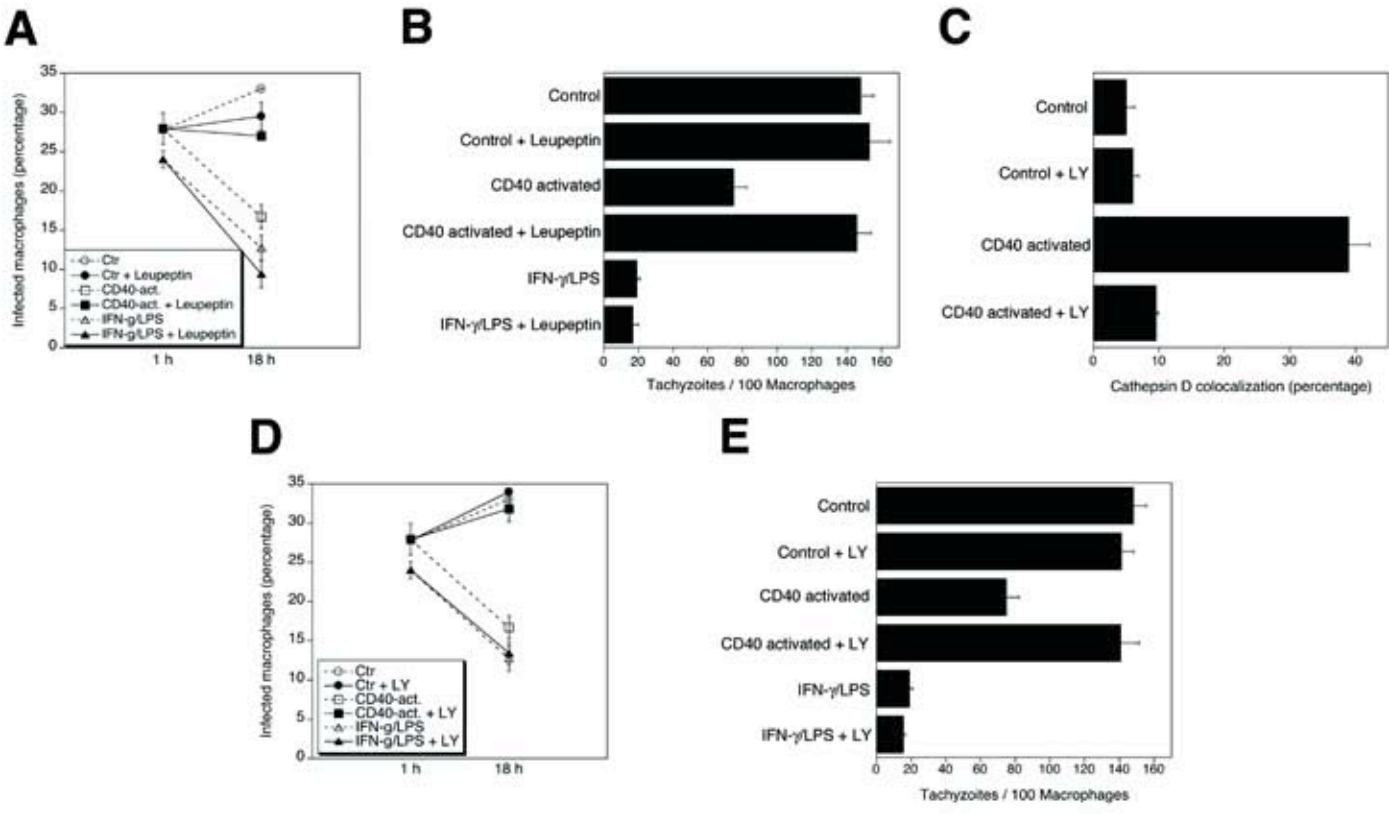 A
Infected macrophages (percentage)
35
30
25
20
15
10
5
0
Ctr
Ctr + Leupeptin
CD40-act.
CD40-act. + Leupeptin
IFN-g/LPS
IFN-g/LPS + Leupeptin
1 h 18 h
B
Control
Control + Leupeptin
CD40 activated
CD40 activated + Leupeptin
IFN-γ/LPS
IFN-γ/LPS + Leupeptin
0 20 40 60 80 100 120 140 160
Tachyzoites / 100 Macrophages
C
Control
Control + LY
CD40 activated
CD40 activated + LY
0 10 20 30 40
Cathepsin D colocalization (percentage)
D
Infected macrophages (percentage)
35
30
25
20
15
10
5
0
Ctr
Ctr + LY
CD40-act.
CD40-act. + LY
IFN-g/LPS
IFN-g/LPS + LY
1 h 18 h
E
Control
Control + LY
CD40 activated
CD40 activated + LY
IFN-γ/LPS
IFN-γ/LPS + LY
0 20 40 60 80 100 120 140 160
Tachyzoites / 100 Macrophages